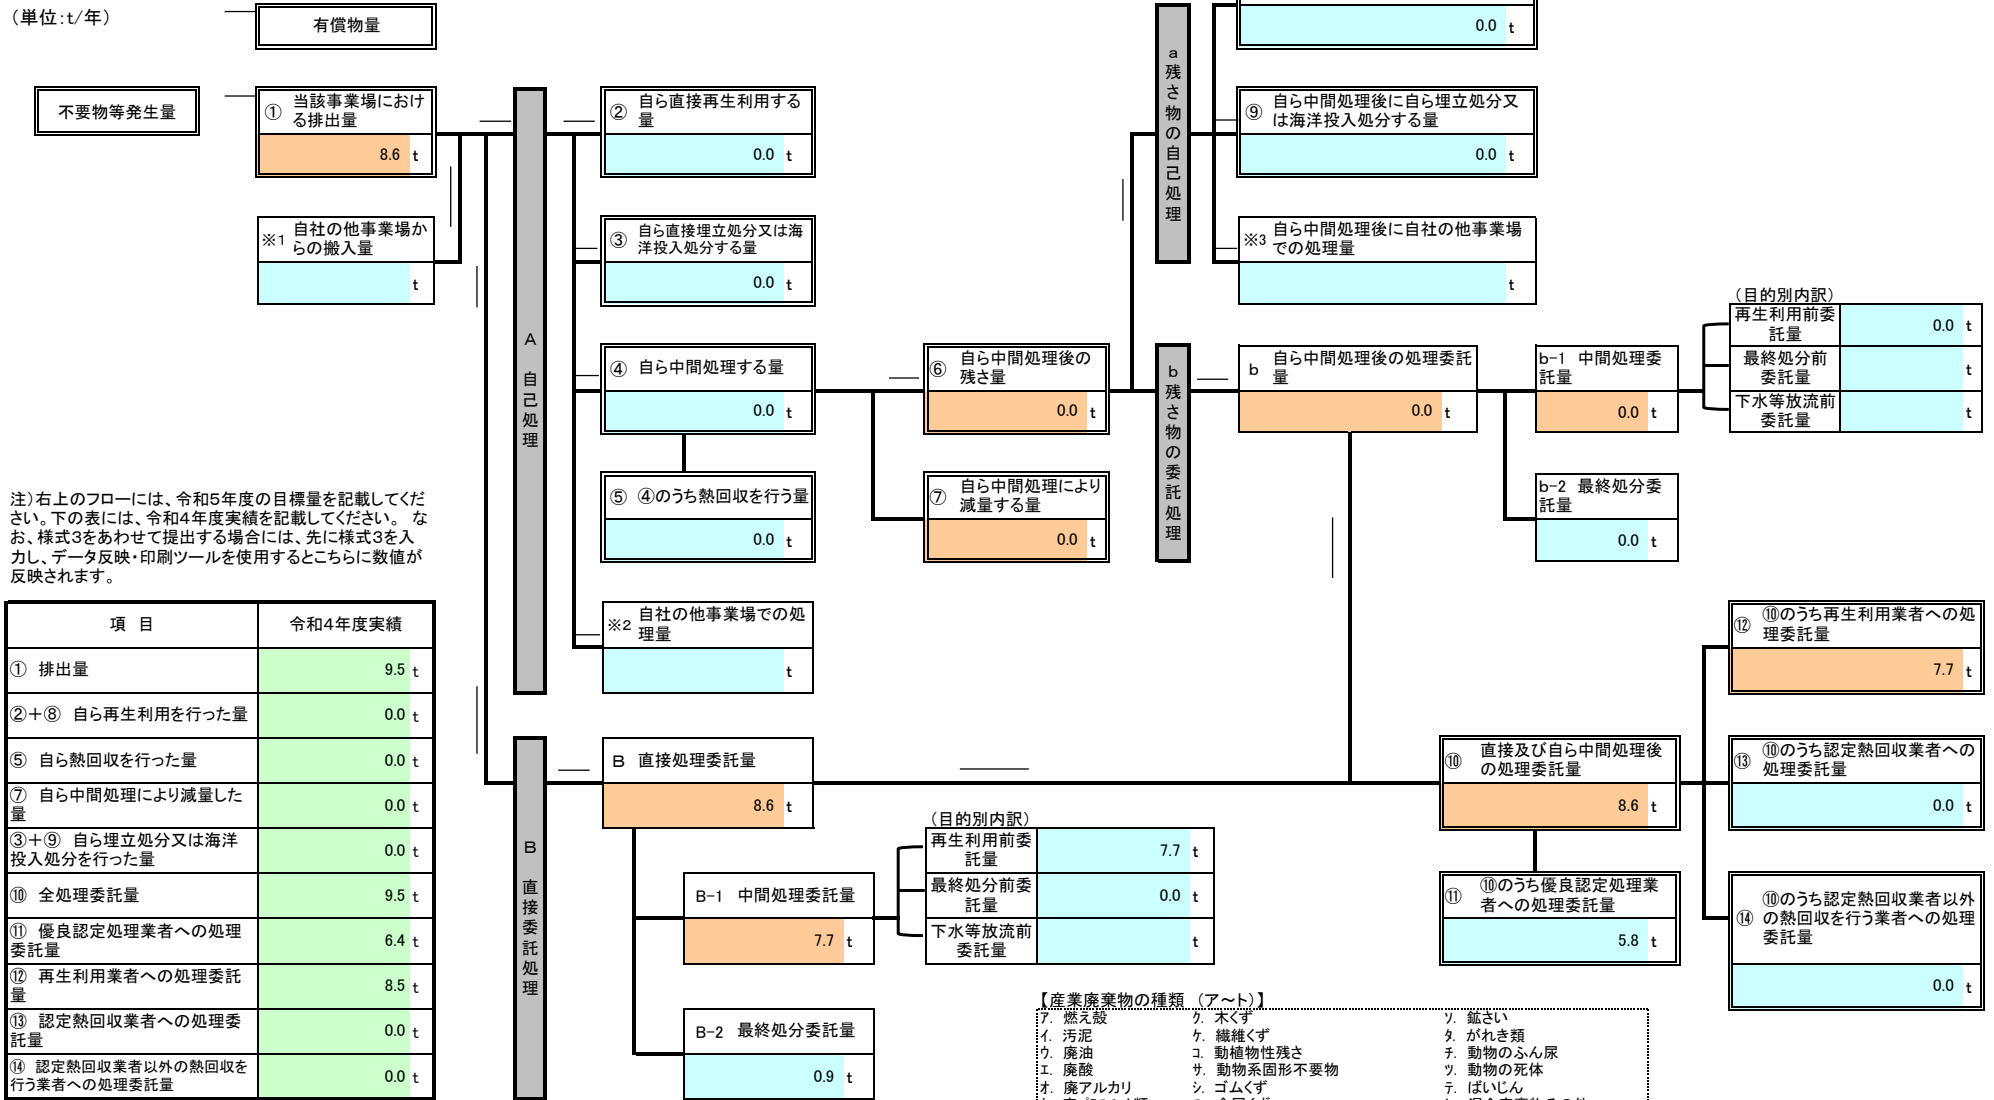 （単位：t/年）
有償物量
不要物等発生量
① 当該事業場におけ
る排出量
8.6 t
※1 自社の他事業場か
らの搬入量
t
A 自己処理
② 自ら直接再生利用する
量
0.0 t
③ 自ら直接埋立処分又は海
洋投入処分する量
0.0 t
④ 自ら中間処理する量
0.0 t
⑤ ④のうち熱回収を行う量
0.0 t
※2 自社の他事業場での処
理量
t
⑥ 自ら中間処理後の
残さ量
0.0 t
⑦ 自ら中間処理により
減量する量
0.0 t
a 残さ物の自己処理
0.0 t
⑨ 自ら中間処理後に自ら埋立処分又
は海洋投入処分する量
0.0 t
※3 自ら中間処理後に自社の他事業場
での処理量
t
b 残さ物の委託処理
b 自ら中間処理後の処理委託
量
0.0 t
b-1 中間処理委
託量
0.0 t
b-2 最終処分委
託量
0.0 t
（目的別内訳）
再生利用前委
託量
0.0 t
最終処分前
委託量
t
下水等放流前
委託量
t
注）右上のフローには、令和5年度の目標量を記載してくだ
さい。下の表には、令和4年度実績を記載してください。 な
お、様式3をあわせて提出する場合には、先に様式3を入
力し、データ反映・印刷ツールを使用するとこちらに数値が
反映されます。
項 目 令和4年度実績
① 排出量 9.5 t
②＋⑧ 自ら再生利用を行った量 0.0 t
⑤ 自ら熱回収を行った量 0.0 t
⑦ 自ら中間処理により減量した
量 0.0 t
③＋⑨ 自ら埋立処分又は海洋
投入処分を行った量 0.0 t
⑩ 全処理委託量 9.5 t
⑪ 優良認定処理業者への処理
委託量 6.4 t
⑫ 再生利用業者への処理委託
量 8.5 t
⑬ 認定熱回収業者への処理委
託量 0.0 t
⑭ 認定熱回収業者以外の熱回収を
行う業者への処理委託量 0.0 t
B 直接委託処理
B 直接処理委託量
8.6 t
B-1 中間処理委託量
7.7 t
B-2 最終処分委託量
0.9 t
（目的別内訳）
再生利用前委
託量
7.7 t
最終処分前委
託量
0.0 t
下水等放流前
委託量
t
⑩ 直接及び自ら中間処理後
の処理委託量
8.6 t
⑪ ⑩のうち優良認定処理業
者への処理委託量
5.8 t
⑫ ⑩のうち再生利用業者への処
理委託量
7.7 t
⑬ ⑩のうち認定熱回収業者への
処理委託量
0.0 t
⑭ ⑩のうち認定熱回収業者以外
の熱回収を行う業者への処理
委託量
0.0 t
【産業廃棄物の種類 （ア～ト）】
ア. 燃え殻 ク. 木くず ソ. 鉱さい
イ. 汚泥 ケ. 繊維くず タ. がれき類
ウ. 廃油 コ. 動植物性残さ チ. 動物のふん尿
エ. 廃酸 サ. 動物系固形不要物 ツ. 動物の死体
オ. 廃アルカリ シ. ゴムくず テ. ばいじん